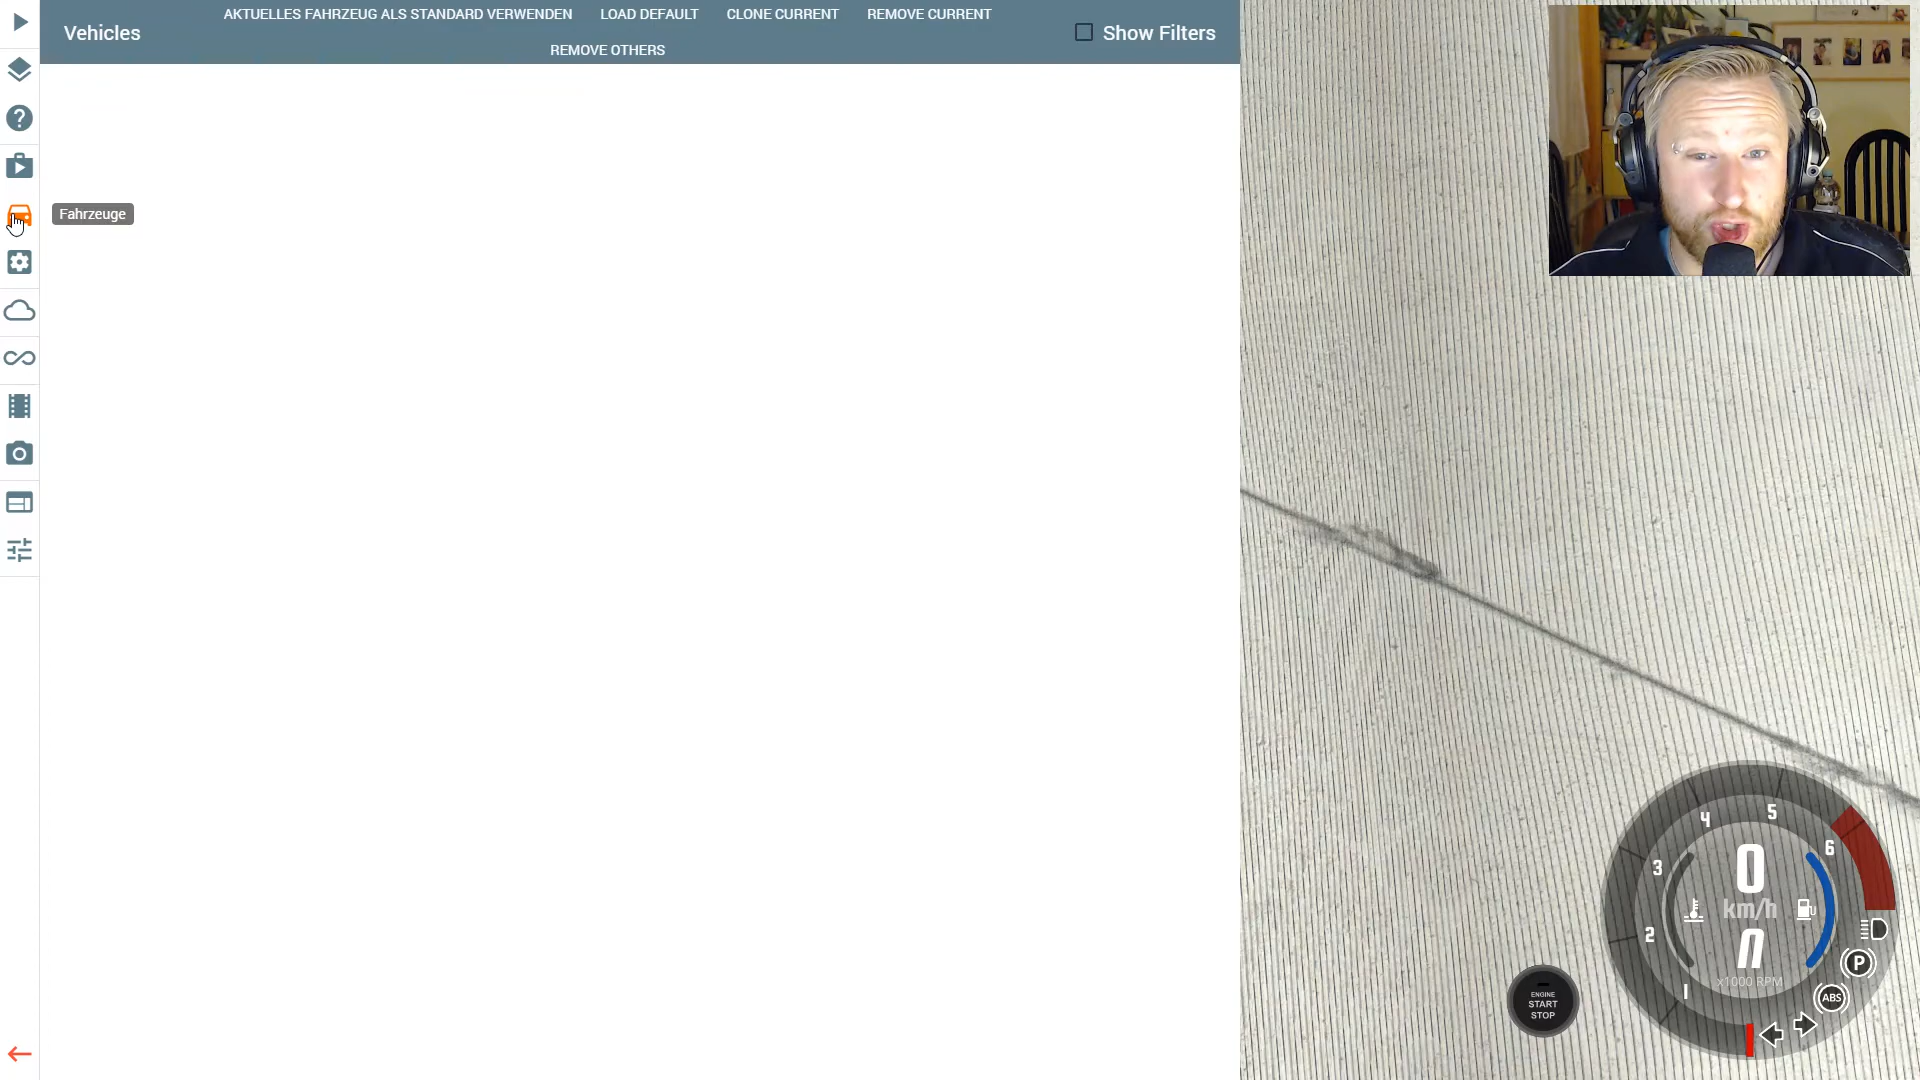 Vehicles
AKTUELLES FAHRZEUG ALS STANDARD VERWENDEN
LOAD DEFAULT
CLONE CURRENT
REMOVE CURRENT
REMOVE OTHERS
Show Filters
Fahrzeuge
1
2
3
4
5
6
0
km/h
n
x1000 RPM
P
ABS
ENGINE
START
STOP